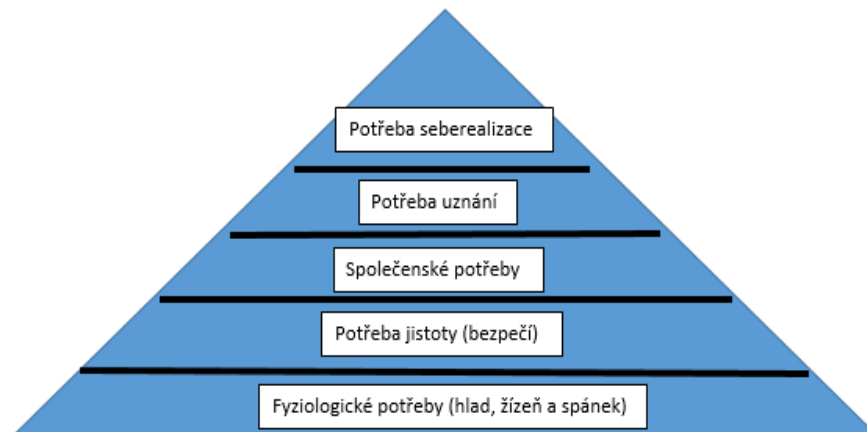 Potřeba seberealizace
Potřeba uznání
Společenské potřeby
Potřeba jistoty (bezpečí)
Fyziologické potřeby (hlad, žízeň a spánek)